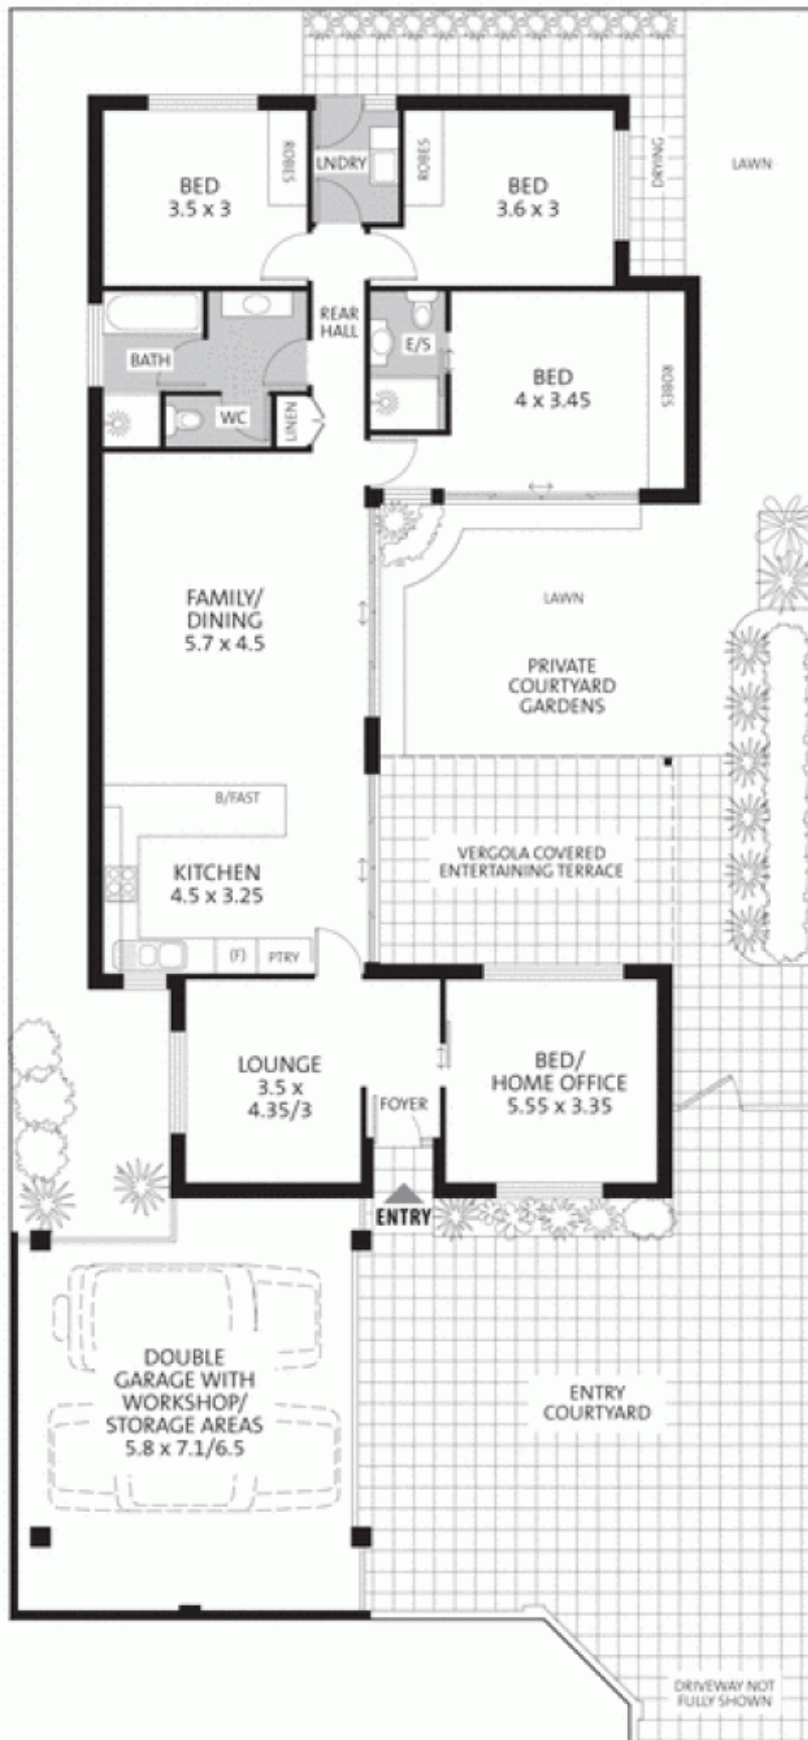 BED
3.5 x 3
ROBES
LNDRY
ROBES
BED
3.6 x 3
DRYING
LAWN
REAR
HALL
BATH
E/S
WC
LINEN
BED
4 x 3.45
ROBES
FAMILY/
DINING
5.7 x 4.5
LAWN
PRIVATE
COURTYARD
GARDENS
B/FAST
KITCHEN
4.5 x 3.25
(F)
PTRY
VERGOLA COVERED
ENTERTAINING TERRACE
LOUNGE
3.5 x
4.35/3
FOYER
BED/
HOME OFFICE
5.55 x 3.35
ENTRY
DOUBLE
GARAGE WITH
WORKSHOP/
STORAGE AREAS
5.8 x 7.1/6.5
ENTRY
COURTYARD
DRIVEWAY NOT
FULLY SHOWN